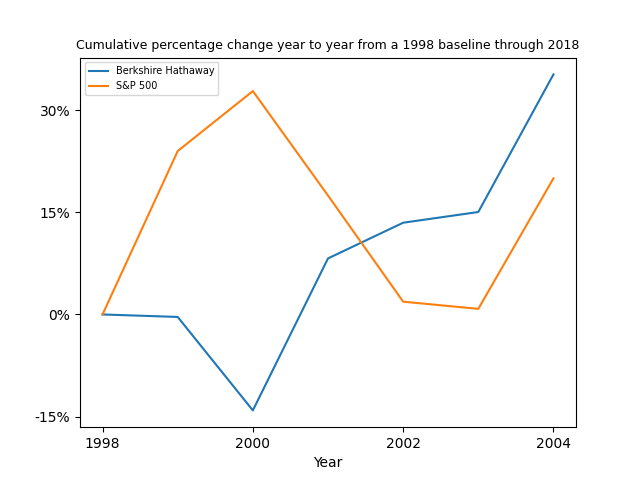 Cumulative percentage change year to year from a 1998 baseline through 2018
Berkshire Hathaway
S&P 500
30%
15%
0%
-15%
1998 2000 2002 2004
Year